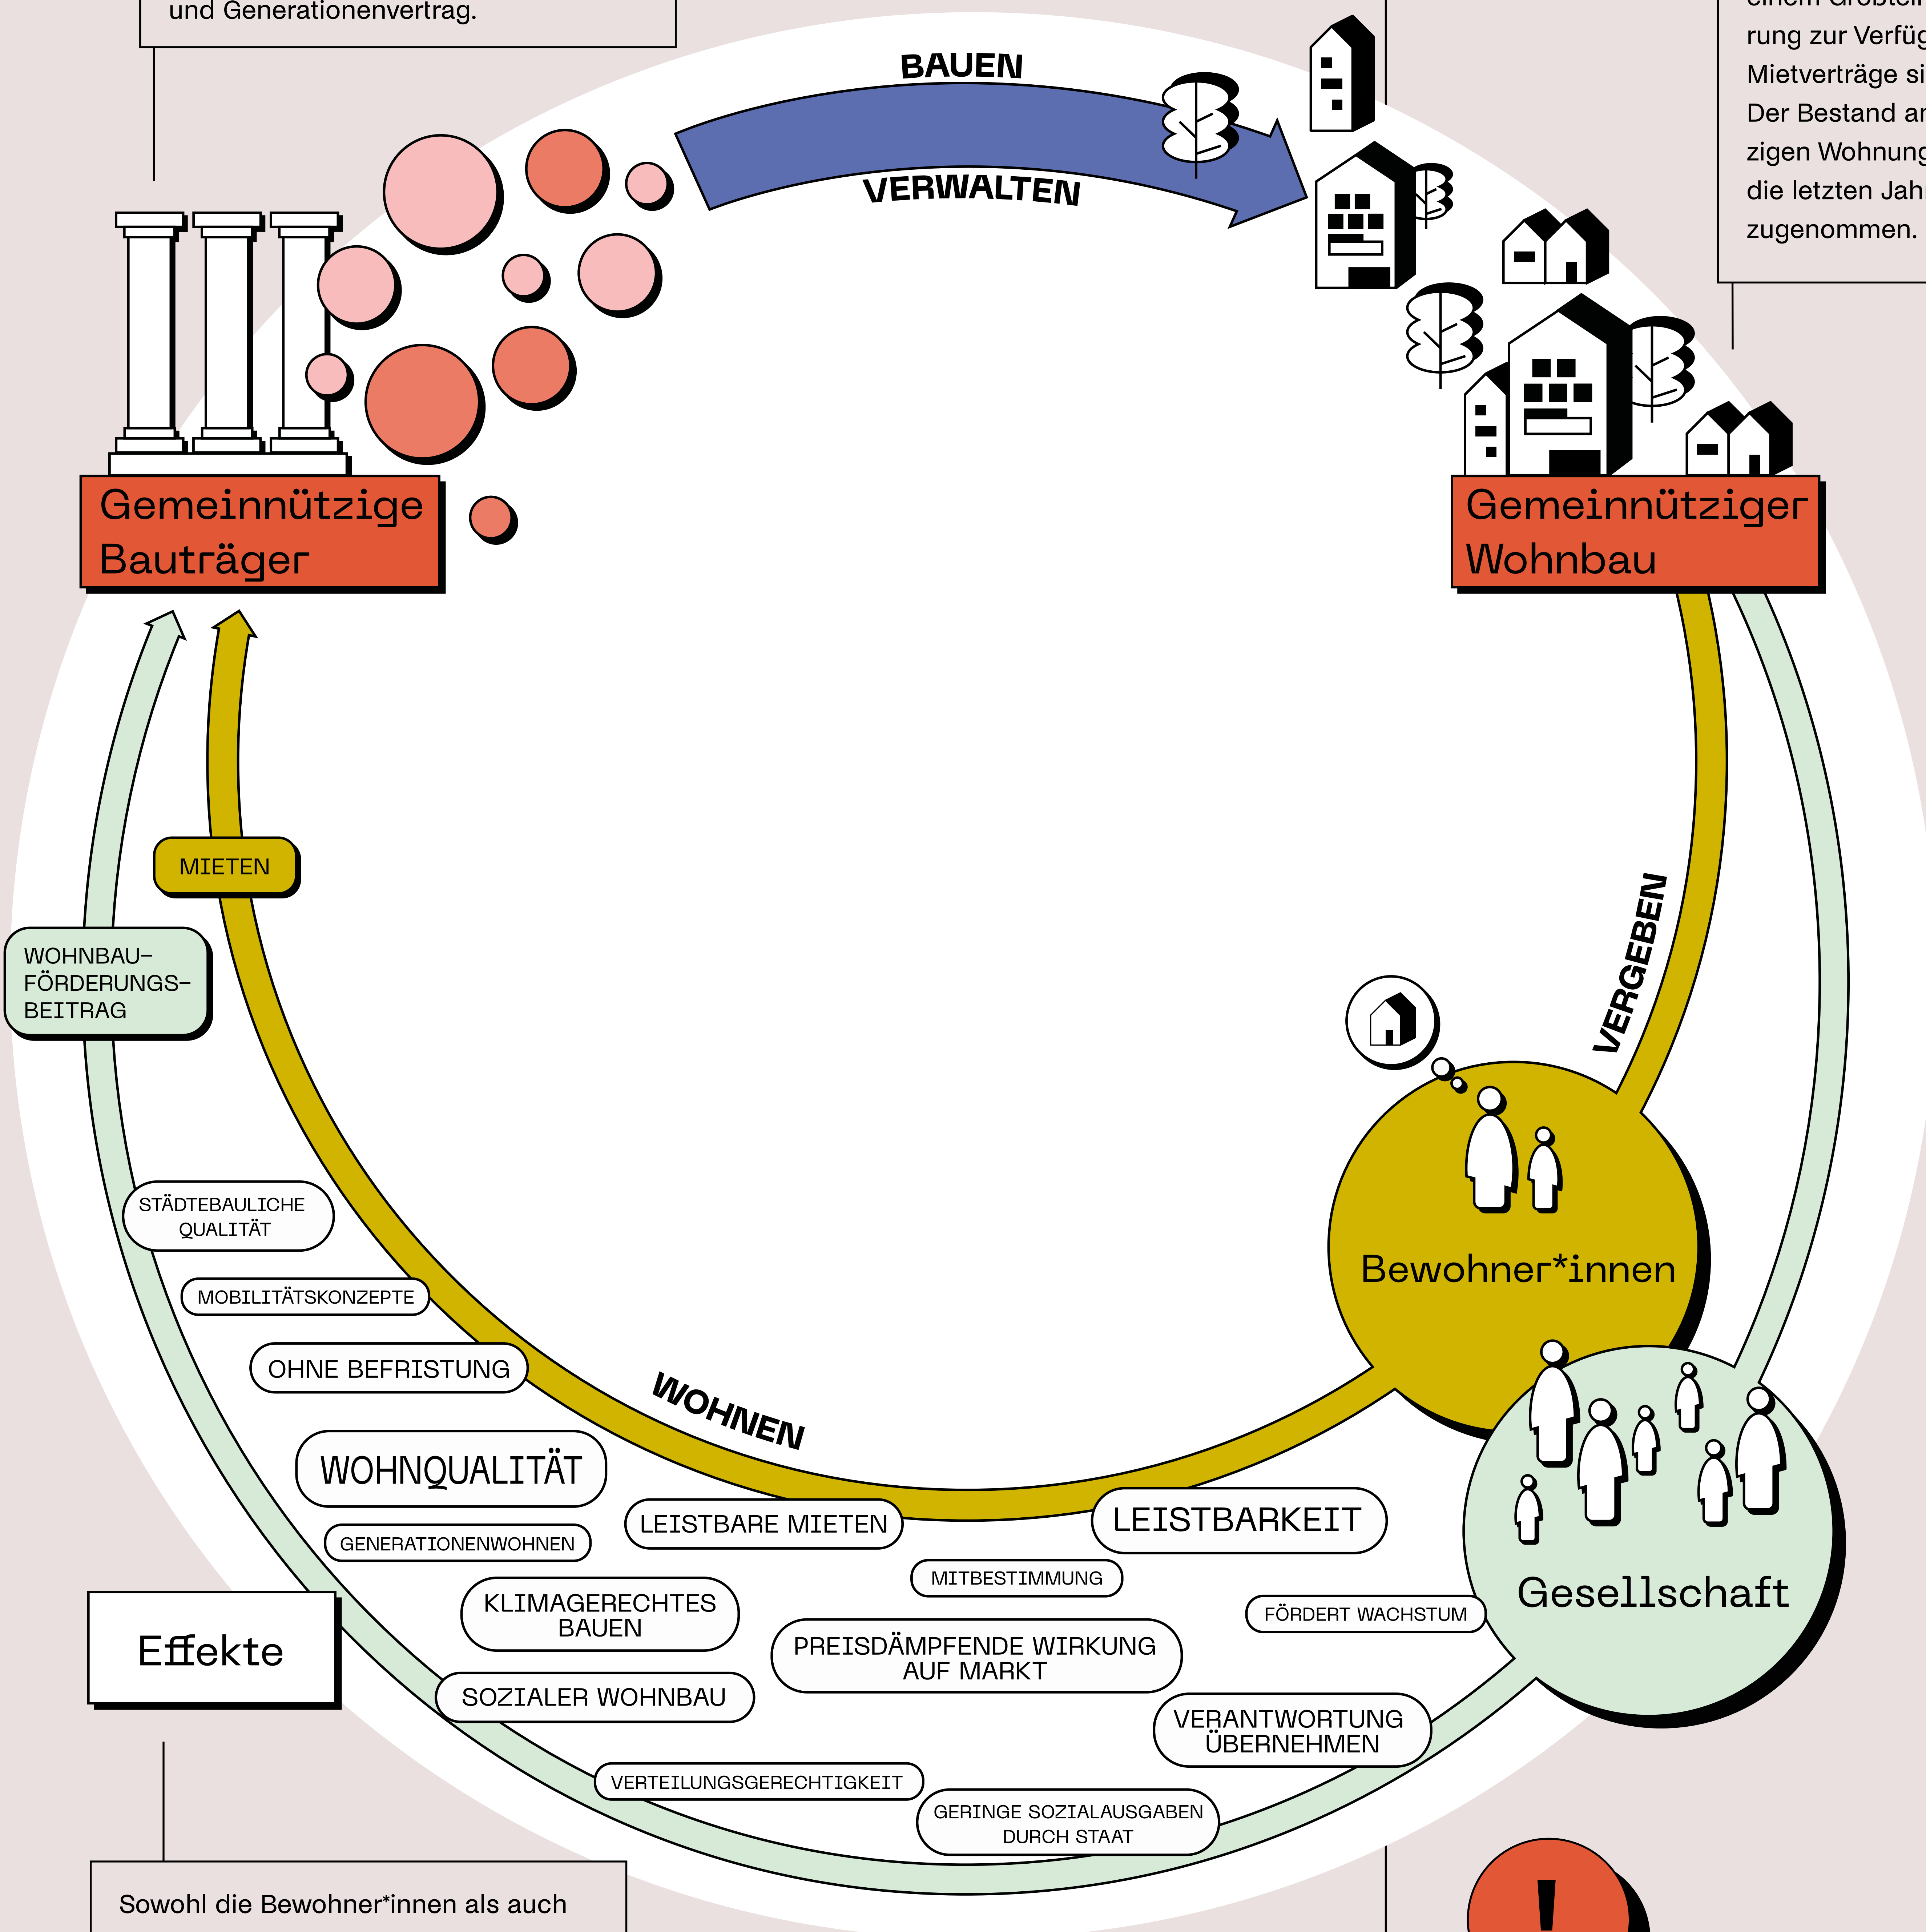 und Generationenvertrag.
rung zur Verfüg
Mietverträge si
Der Bestand an
zigen Wohnung
die letzten Jahr
zugenommen.
BAUEN
VERWALTEN
Gemeinnützige
Bauträger
Gemeinnütziger
Wohnbau
MIETEN
WOHNBAU–
FÖRDERUNGS–
BEITRAG
VERGEBEN
Bewohner*innen
STÄDTEBAULICHE
QUALITÄT
MOBILITÄTSKONZEPTE
OHNE BEFRISTUNG
WOHNEN
WOHNQUALITÄT
LEISTBARE MIETEN
LEISTBARKEIT
GENERATIONENWOHNEN
MITBESTIMMUNG
KLIMAGERECHTES
BAUEN
FÖRDERT WACHSTUM
Gesellschaft
PREISDÄMPFENDE WIRKUNG
AUF MARKT
Effekte
SOZIALER WOHNBAU
VERANTWORTUNG
ÜBERNEHMEN
VERTEILUNGSGERECHTIGKEIT
GERINGE SOZIALAUSGABEN
DURCH STAAT
Sowohl die Bewohner*innen als auch
!